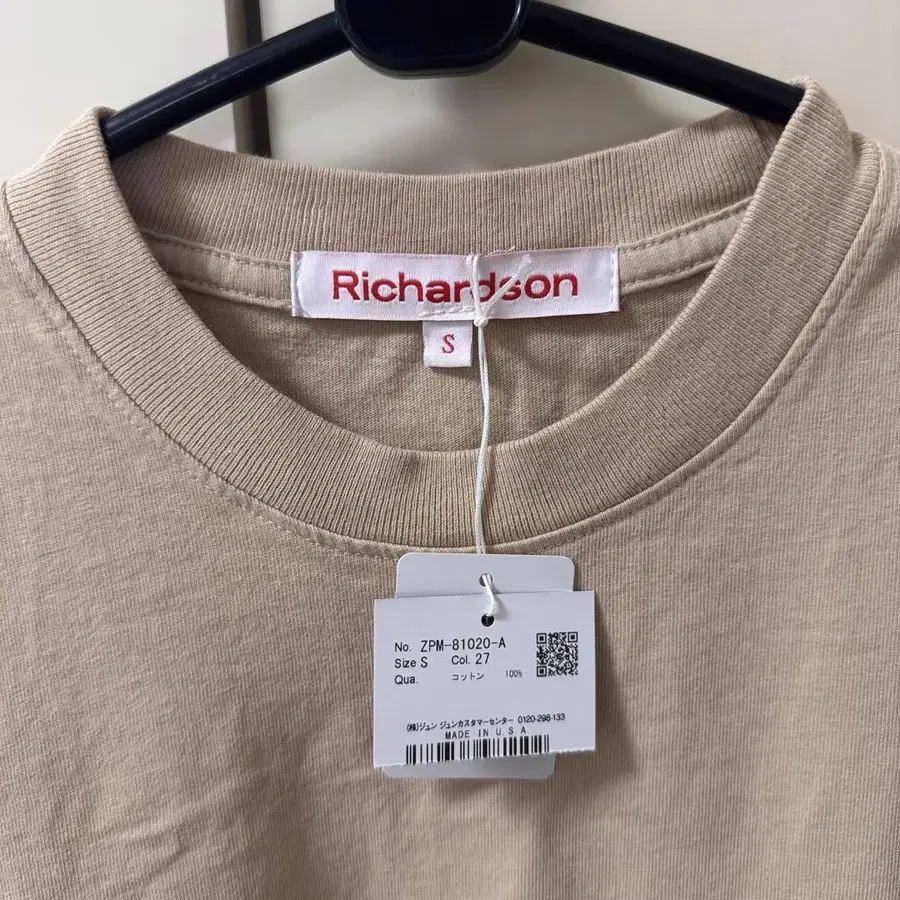 Richardson
S
No. ZPM-81020-A
Size S Col. 27
Qua. コットン 100%
(株)ジュン ジュンカスタマーセンター 0120-298-133
MADE IN U.S.A